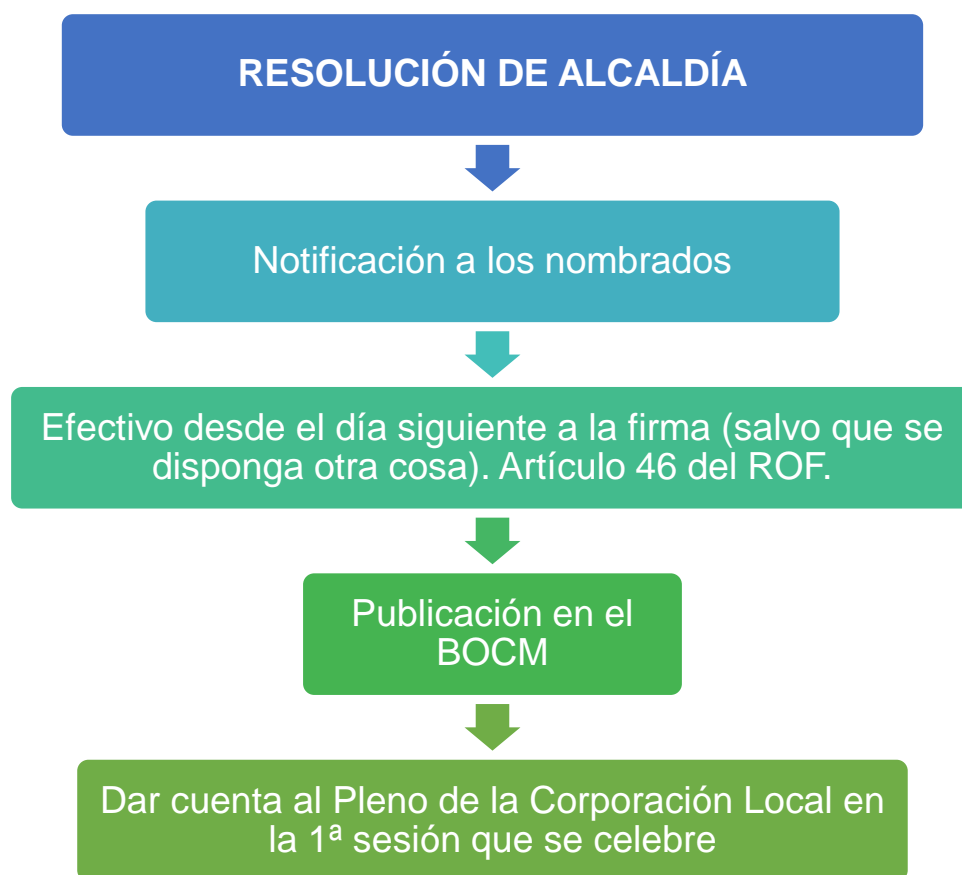 RESOLUCIÓN DE ALCALDÍA
Notificación a los nombrados
Efectivo desde el día siguiente a la firma (salvo que se
disponga otra cosa). Artículo 46 del ROF.
Publicación en el
BOCM
Dar cuenta al Pleno de la Corporación Local en
la 1ª sesión que se celebre